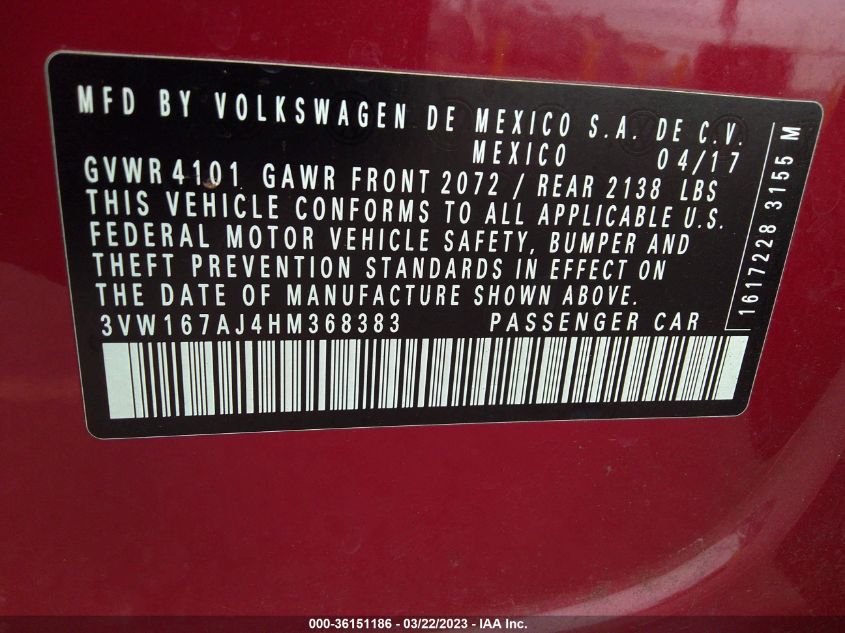 MFD BY VOLKSWAGEN DE MEXICO S.A. DE C.V.
MEXICO 04/17
GVWR 4101 GAWR FRONT 2072 / REAR 2138 LBS
THIS VEHICLE CONFORMS TO ALL APPLICABLE U.S.
FEDERAL MOTOR VEHICLE SAFETY, BUMPER AND
THEFT PREVENTION STANDARDS IN EFFECT ON
THE DATE OF MANUFACTURE SHOWN ABOVE.
3VW167AJ4HM368383 PASSENGER CAR
1617228 3155 M
000-36151186 - 03/22/2023 - IAA Inc.